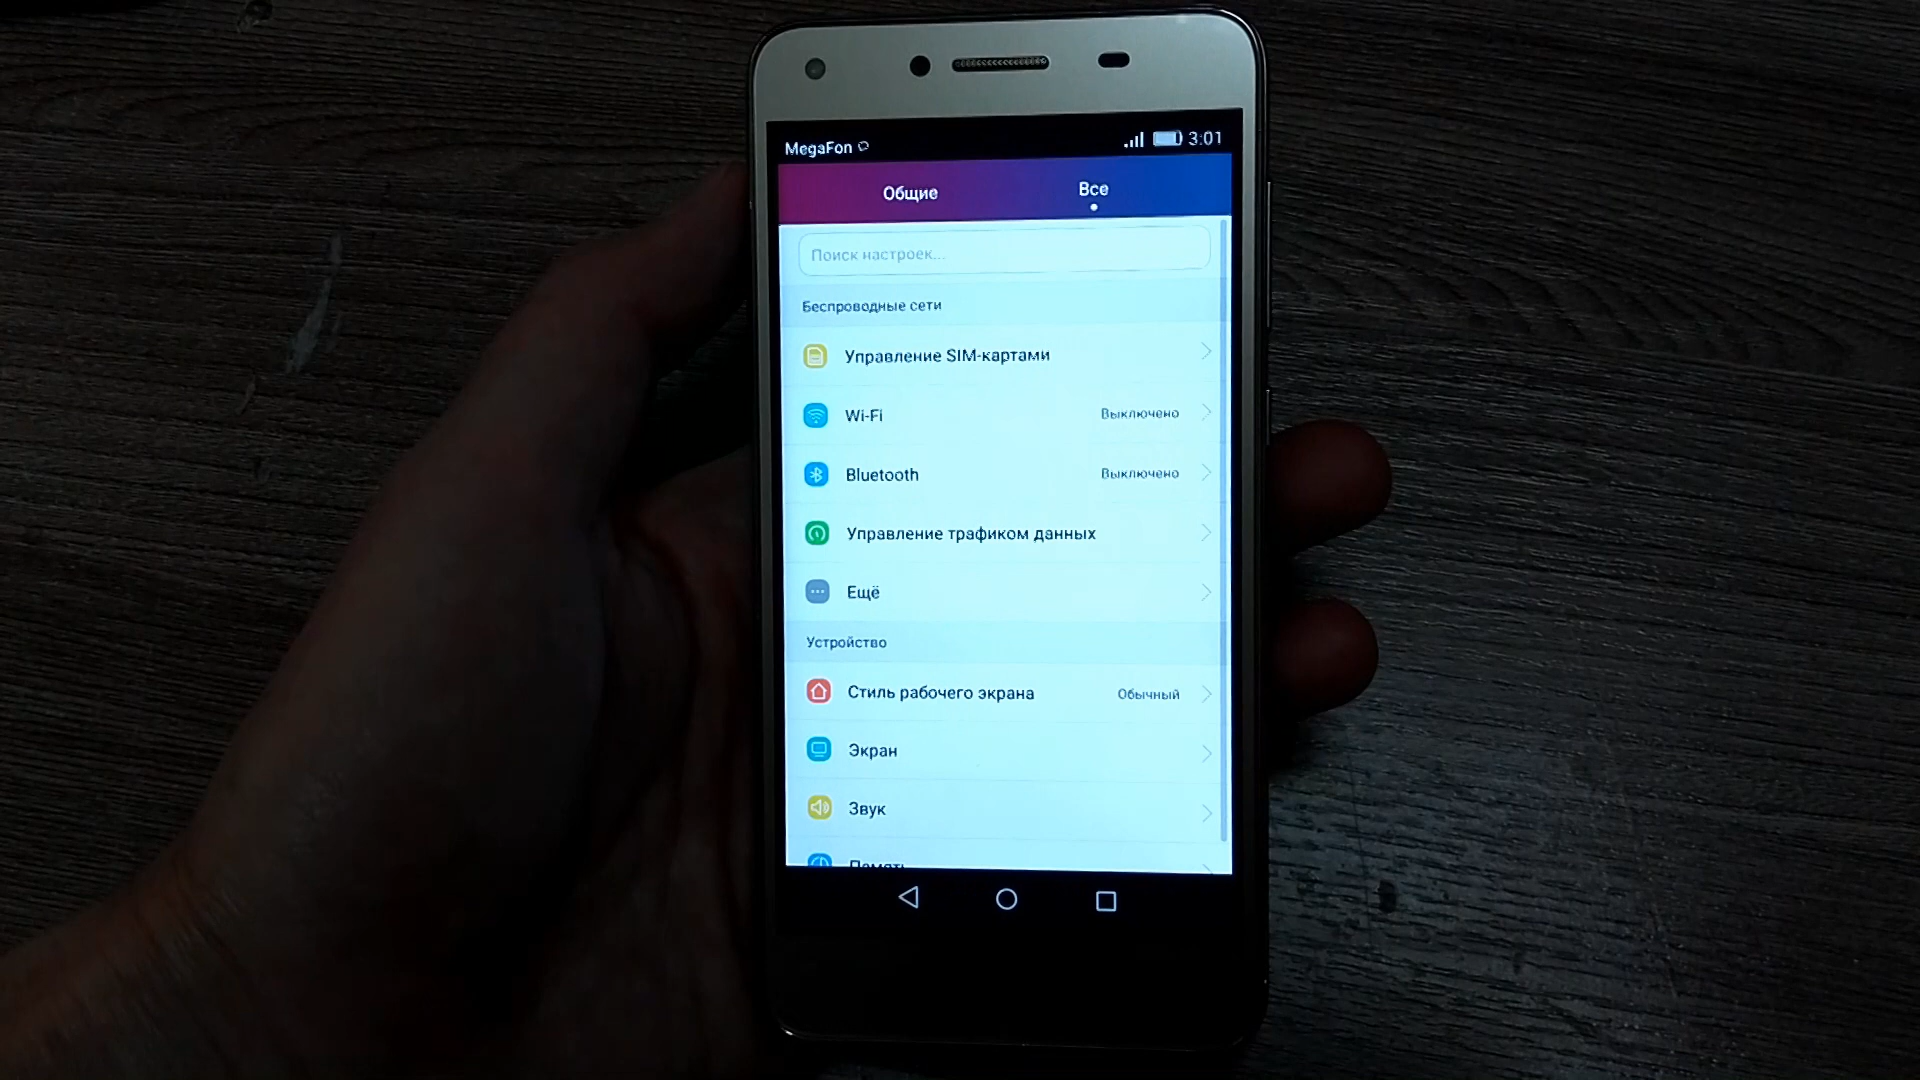 MegaFon 3:01
Общие Все
Поиск настроек...
Беспроводные сети
Управление SIM-картами
Wi-Fi Выключено
Bluetooth Выключено
Управление трафиком данных
Ещё
Устройство
Стиль рабочего экрана Обычный
Экран
Звук
Память